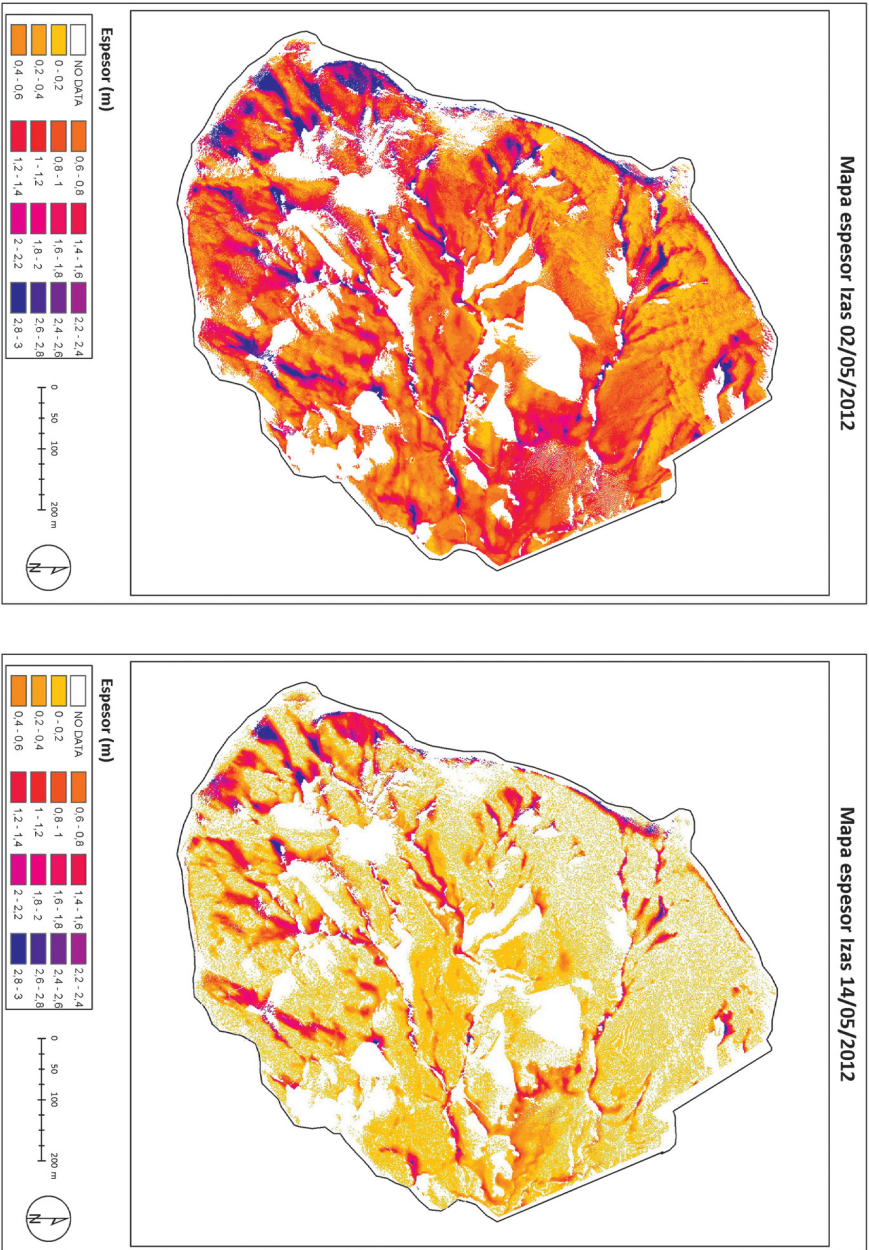 Mapa espesor Izas 02/05/2012
Espesor (m)
NO DATA
0 - 0,2
0,2 - 0,4
0,4 - 0,6
0,6 - 0,8
0,8 - 1
1 - 1,2
1,2 - 1,4
1,4 - 1,6
1,6 - 1,8
1,8 - 2
2 - 2,2
2,2 - 2,4
2,4 - 2,6
2,6 - 2,8
2,8 - 3
0 50 100 200 m
N
Mapa espesor Izas 14/05/2012
Espesor (m)
NO DATA
0 - 0,2
0,2 - 0,4
0,4 - 0,6
0,6 - 0,8
0,8 - 1
1 - 1,2
1,2 - 1,4
1,4 - 1,6
1,6 - 1,8
1,8 - 2
2 - 2,2
2,2 - 2,4
2,4 - 2,6
2,6 - 2,8
2,8 - 3
0 50 100 200 m
N